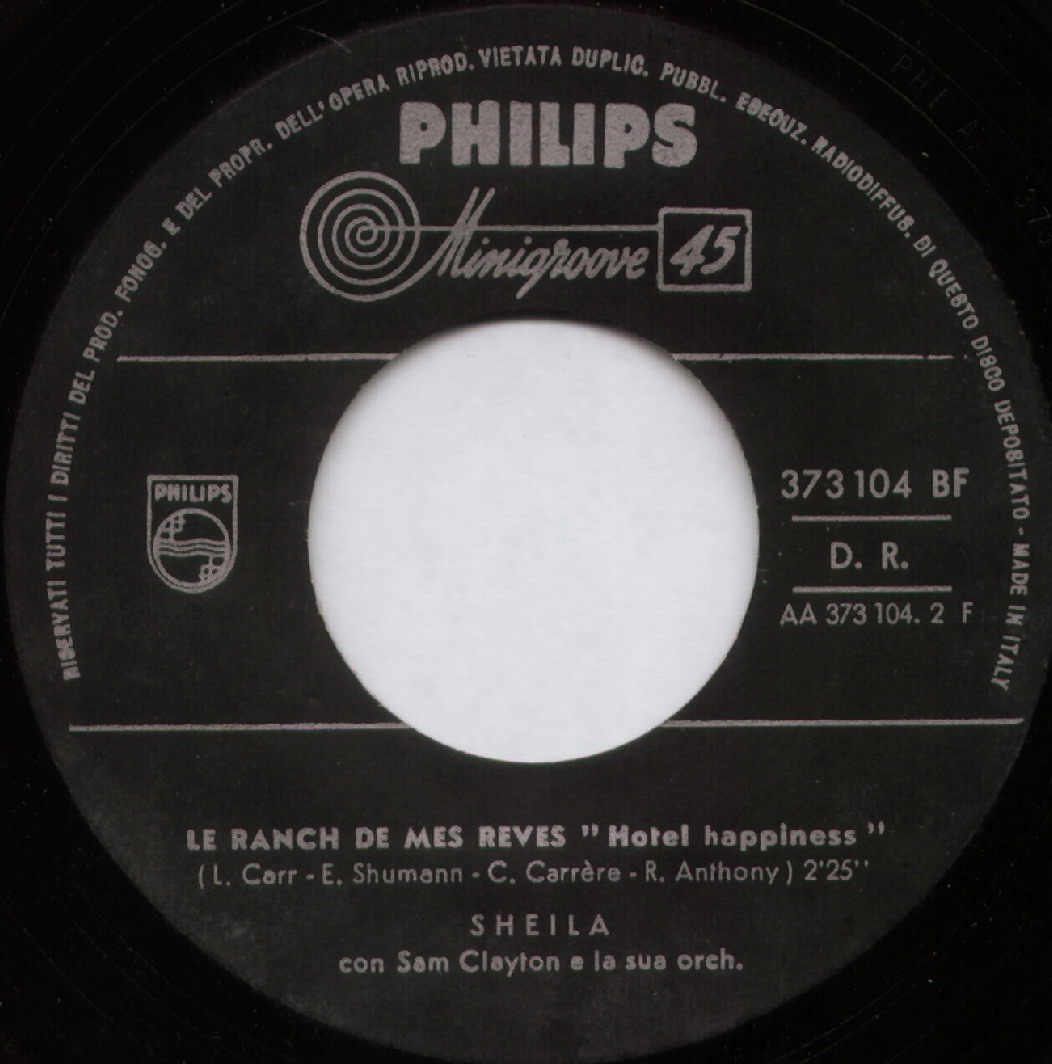 RISERVATI TUTTI I DIRITTI DEL PROD. FONOG. E DEL PROPR. DELL'OPERA RIPROD. VIETATA DUPLIC. PUBBL. ESEQUZ. RADIODIFFUS. DI QUESTO DISCO DEPOSITATO - MADE IN ITALY
PHILIPS
Minigroove 45
PHILIPS
373 104 BF
D. R.
AA 373 104. 2 F
LE RANCH DE MES REVES " Hotel happiness "
( L. Carr - E. Shumann - C. Carrère - R. Anthony ) 2'25''
SHEILA
con Sam Clayton e la sua orch.